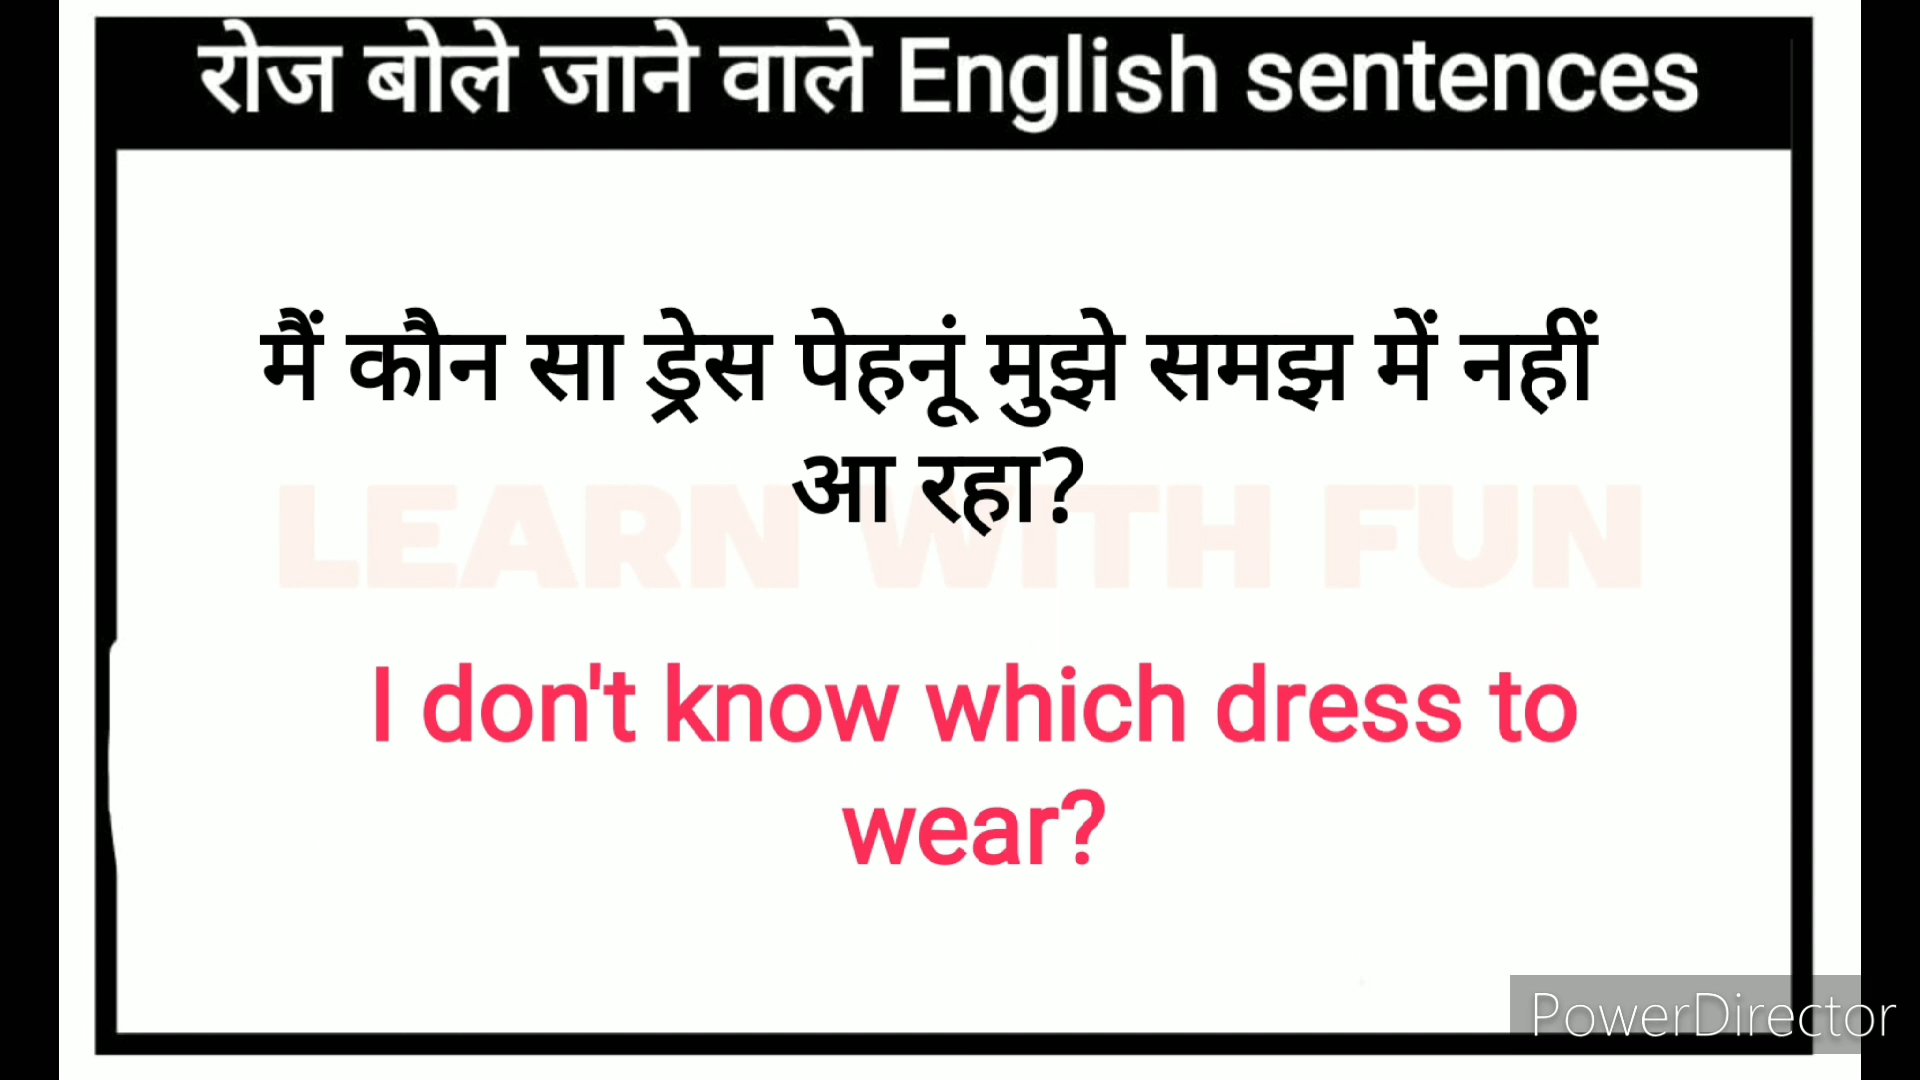 रोज बोले जाने वाले English sentences
मैं कौन सा ड्रेस पेहनूं मुझे समझ में नहीं
आ रहा?
LEARN WITH FUN
I don't know which dress to
wear?
PowerDirector